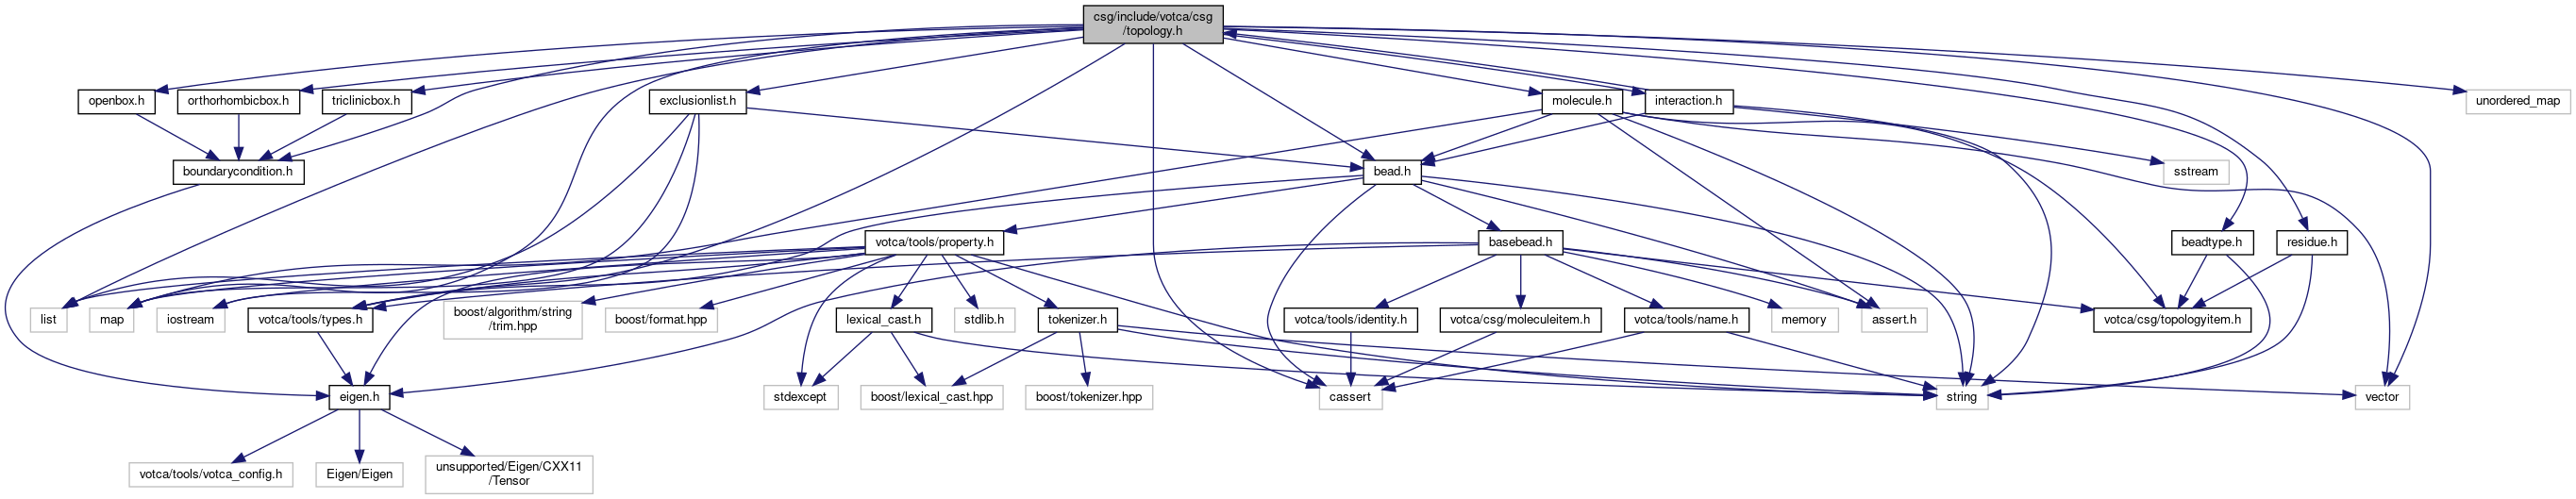 csg/include/votca/csg
/topology.h
openbox.h
orthorhombicbox.h
triclinicbox.h
exclusionlist.h
molecule.h
interaction.h
unordered_map
boundarycondition.h
bead.h
sstream
votca/tools/property.h
basebead.h
beadtype.h
residue.h
list
map
iostream
votca/tools/types.h
boost/algorithm/string
/trim.hpp
boost/format.hpp
lexical_cast.h
stdlib.h
tokenizer.h
votca/tools/identity.h
votca/csg/moleculeitem.h
votca/tools/name.h
memory
assert.h
votca/csg/topologyitem.h
eigen.h
stdexcept
boost/lexical_cast.hpp
boost/tokenizer.hpp
cassert
string
vector
votca/tools/votca_config.h
Eigen/Eigen
unsupported/Eigen/CXX11
/Tensor